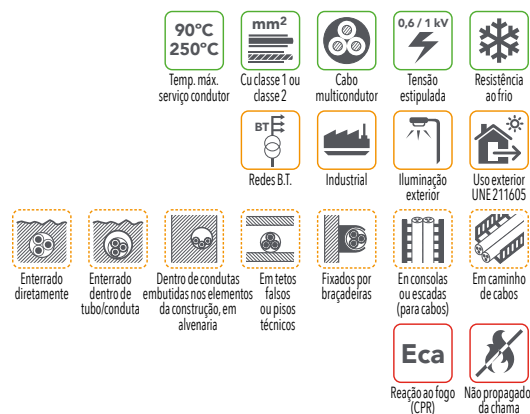 90°C
250°C
mm²
0,6 / 1 kV
Temp. máx.
serviço condutor
Cu classe 1 ou
classe 2
Cabo
multicondutor
Tensão
estipulada
Resistência
ao frio
BT
Redes B.T.
Industrial
Iluminação
exterior
Uso exterior
UNE 211605
Enterrado
diretamente
Enterrado
dentro de
tubo/conduta
Dentro de condutas
embutidas nos elementos
da construção, em
alvenaria
Em tetos
falsos
ou pisos
técnicos
Fixados por
braçadeiras
En consolas
ou escadas
(para cabos)
Em caminho
de cabos
Eca
Reação ao fogo
(CPR)
Não propagado
da chama